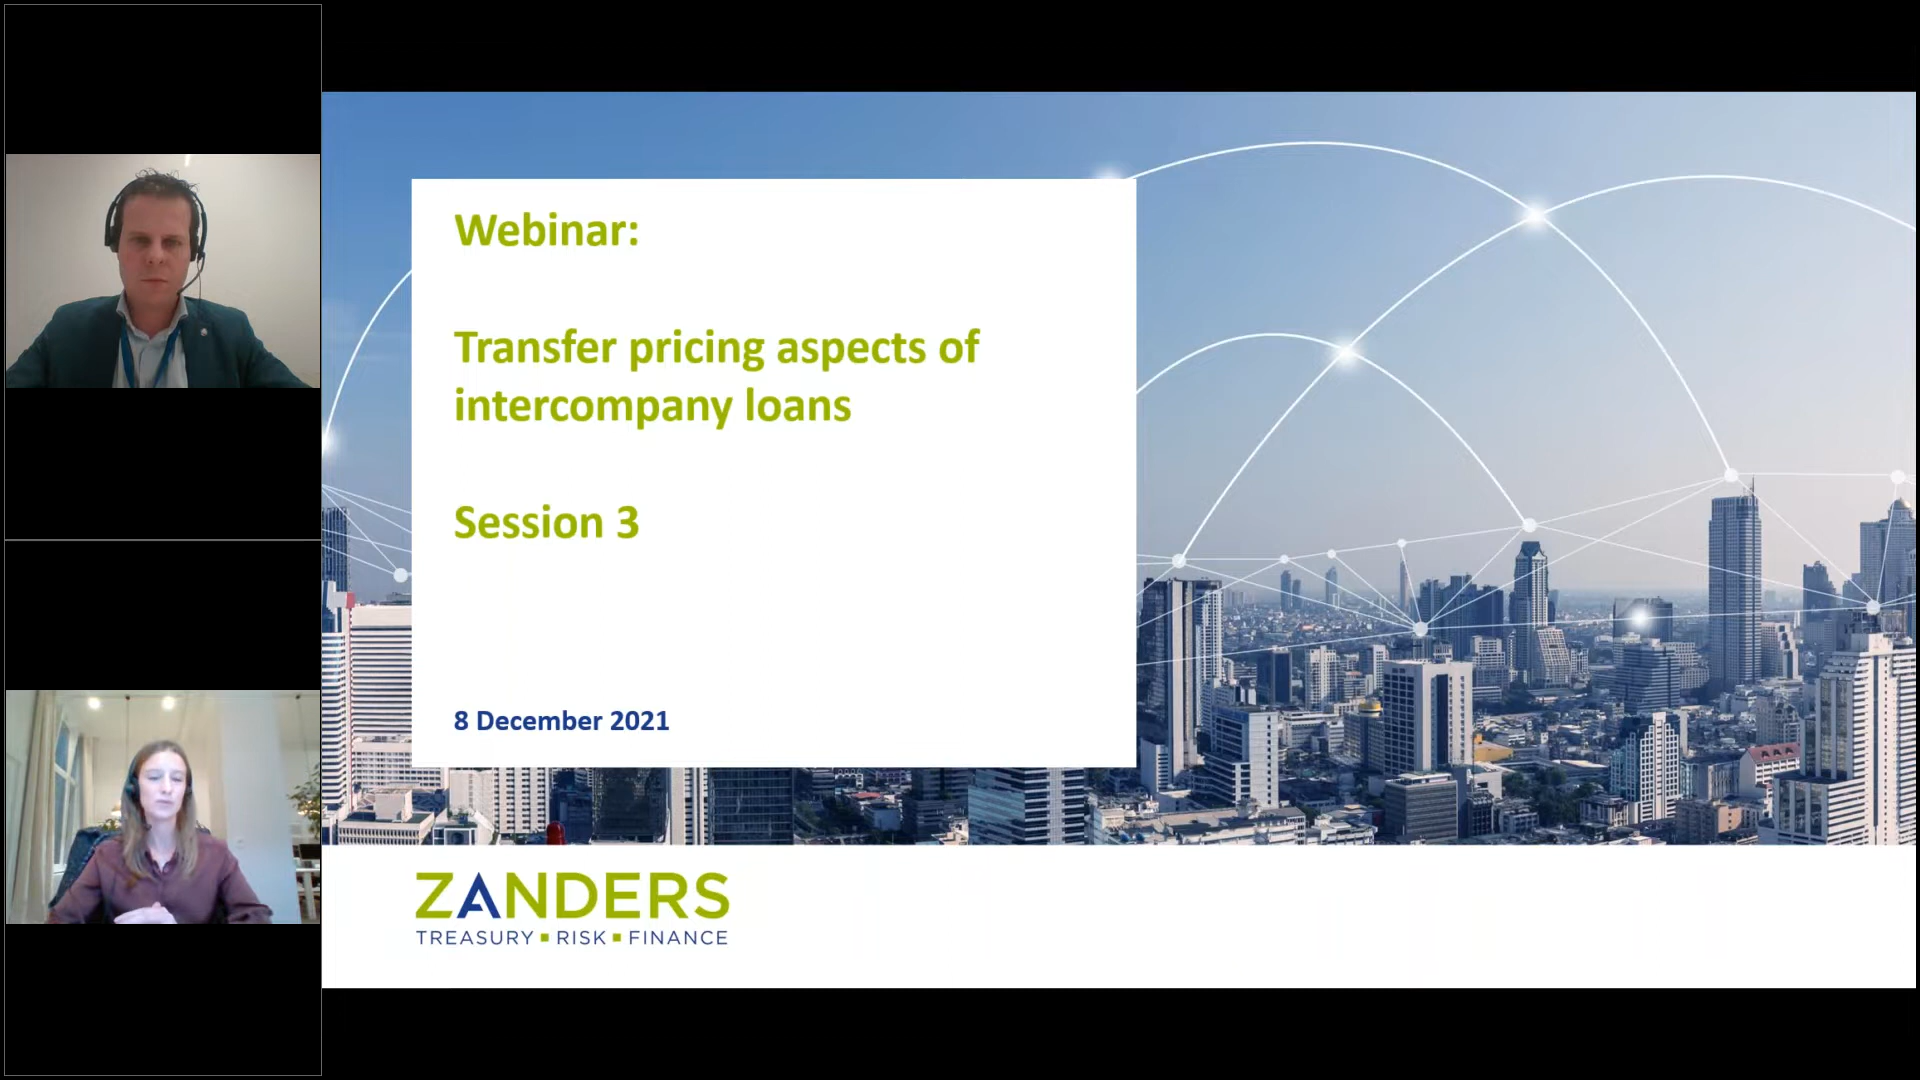 Webinar:
Transfer pricing aspects of
intercompany loans
Session 3
8 December 2021
ZANDERS
TREASURY ▪ RISK ▪ FINANCE